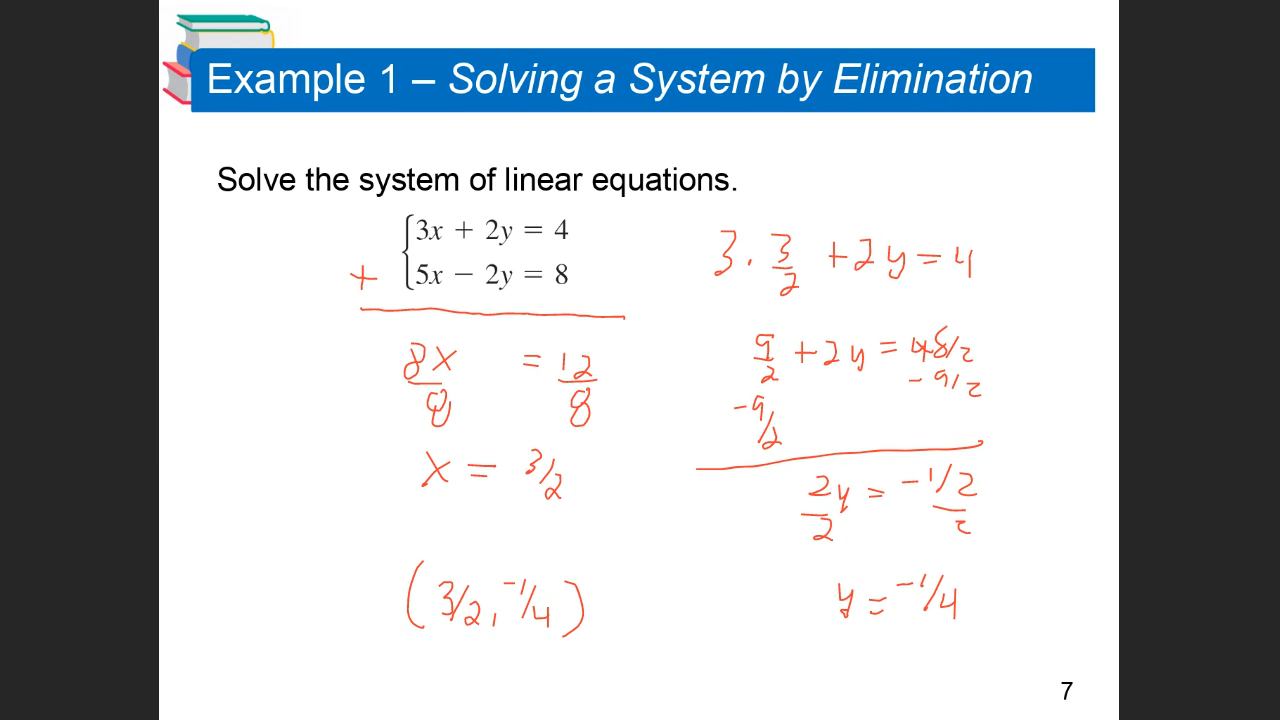 Example 1 – Solving a System by Elimination
Solve the system of linear equations.
3x + 2y = 4
5x − 2y = 8
+
8x = 12
8 8
x = 3/2
(3/2, -1/4)
3 · 3/2 + 2y = 4
9/2 + 2y = 4 8/2
-9/2 - 9/2
2y = -1/2
2 2
y = -1/4
7